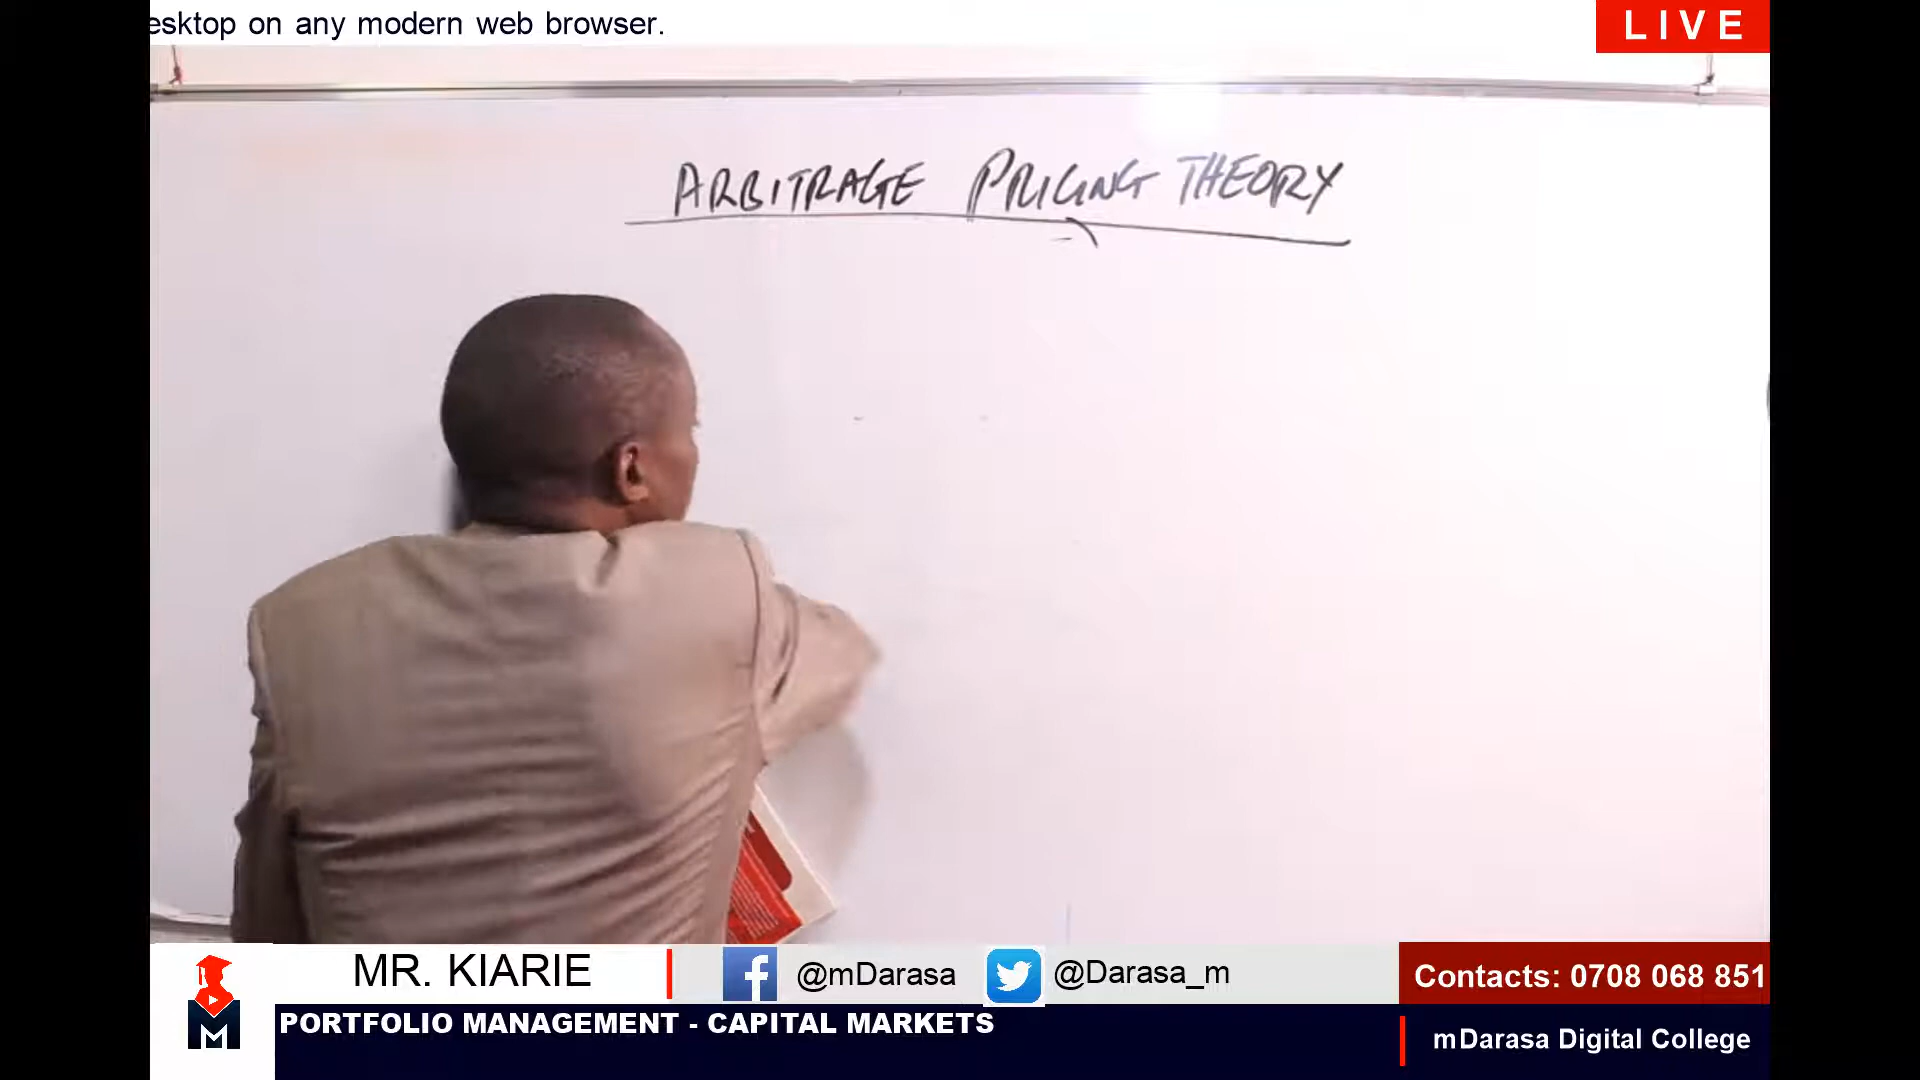 esktop on any modern web browser.
LIVE
ARBITRAGE PRICING THEORY
MR. KIARIE
@mDarasa
@Darasa_m
Contacts: 0708 068 851
M
PORTFOLIO MANAGEMENT - CAPITAL MARKETS
mDarasa Digital College